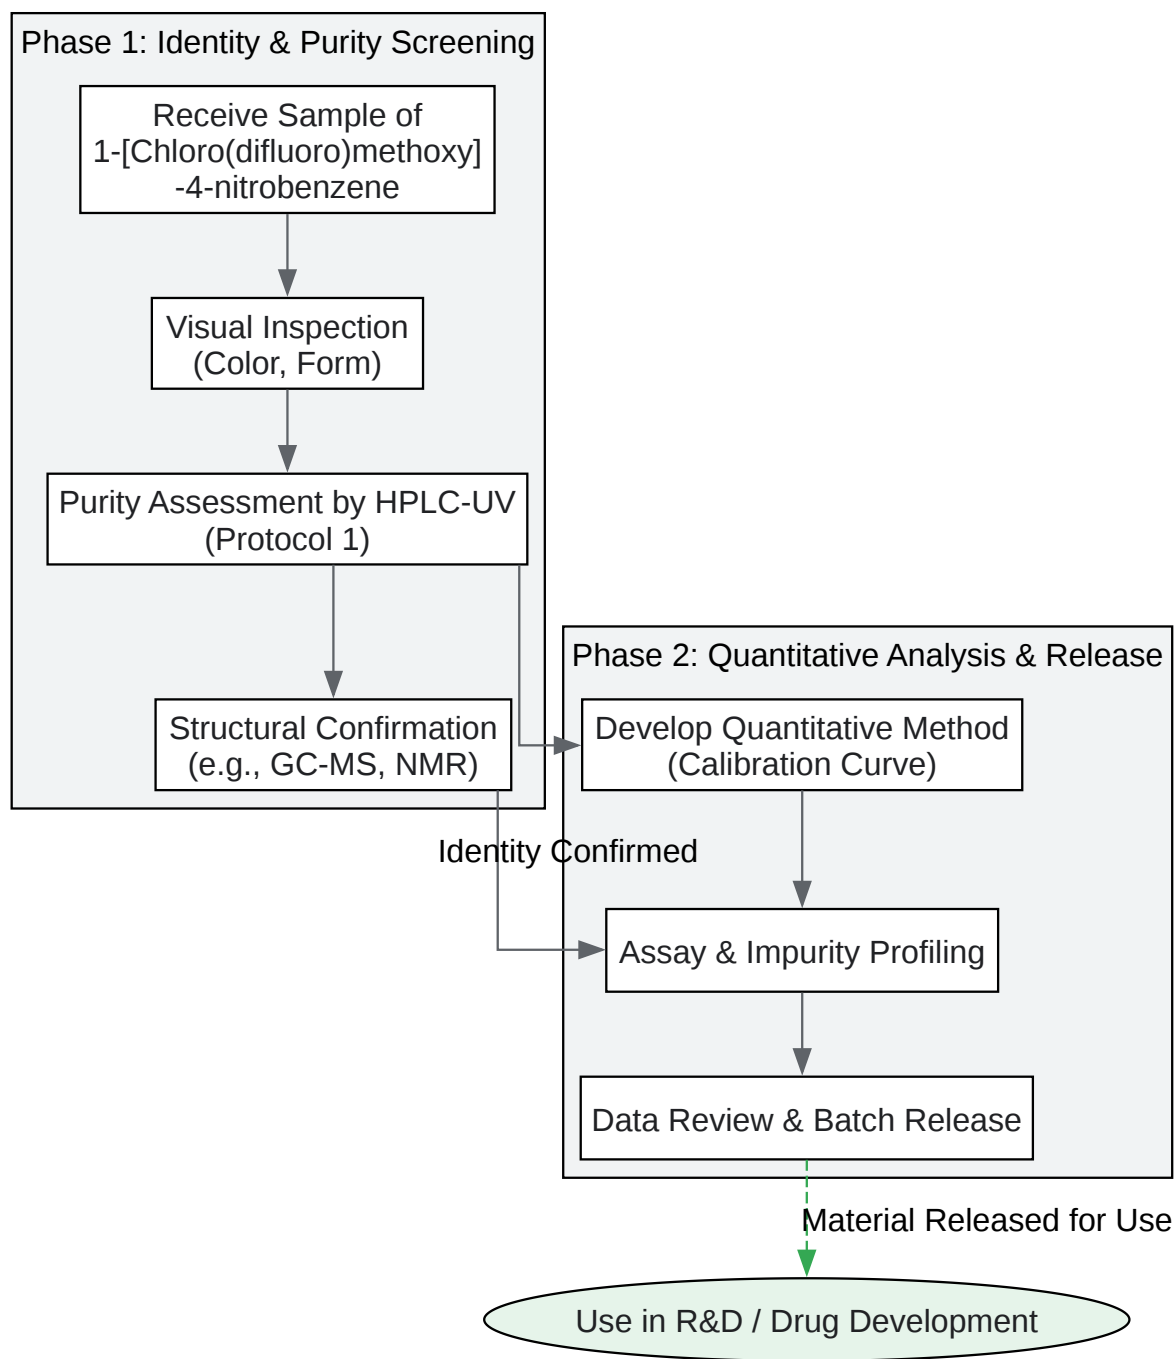 Phase 1: Identity & Purity Screening
Receive Sample of
1-[Chloro(difluoro)methoxy]
-4-nitrobenzene
Visual Inspection
(Color, Form)
Purity Assessment by HPLC-UV
(Protocol 1)
Structural Confirmation
(e.g., GC-MS, NMR)
Phase 2: Quantitative Analysis & Release
Develop Quantitative Method
(Calibration Curve)
Identity Confirmed
Assay & Impurity Profiling
Data Review & Batch Release
Material Released for Use
Use in R&D / Drug Development